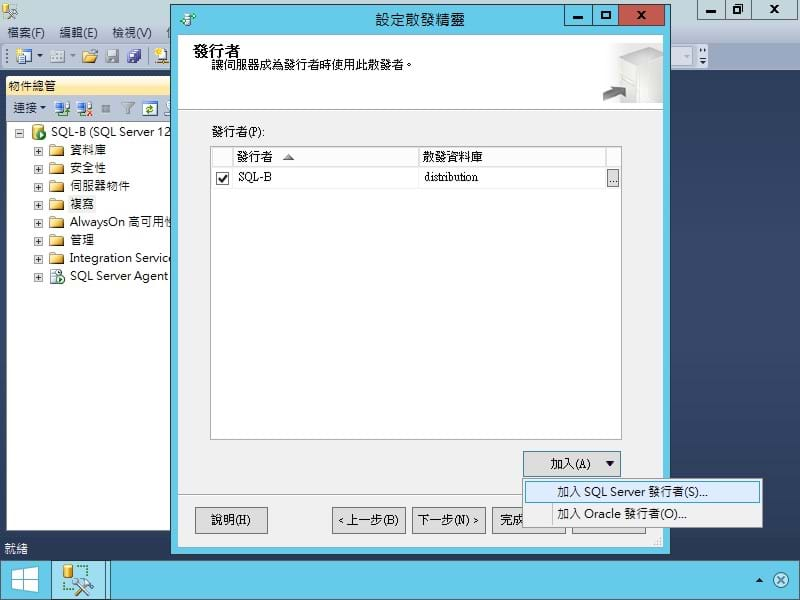 設定散發精靈
檔案(F) 編輯(E) 檢視(V)
物件總管
連接
SQL-B (SQL Server 12
資料庫
安全性
伺服器物件
複寫
AlwaysOn 高可用性
管理
Integration Service
SQL Server Agent
發行者
讓伺服器成為發行者時使用此散發者。
發行者(P):
發行者 散發資料庫
SQL-B distribution
...
加入(A)
加入 SQL Server 發行者(S)...
加入 Oracle 發行者(O)...
說明(H) <上一步(B) 下一步(N)> 完成
就緒